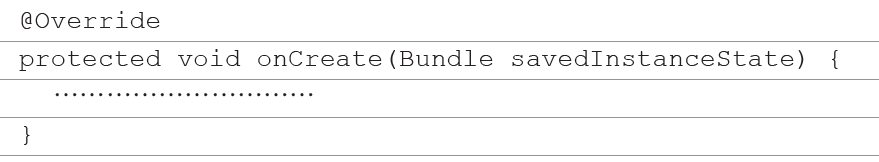 @Override
protected void onCreate(Bundle savedInstanceState) {
..............................
}